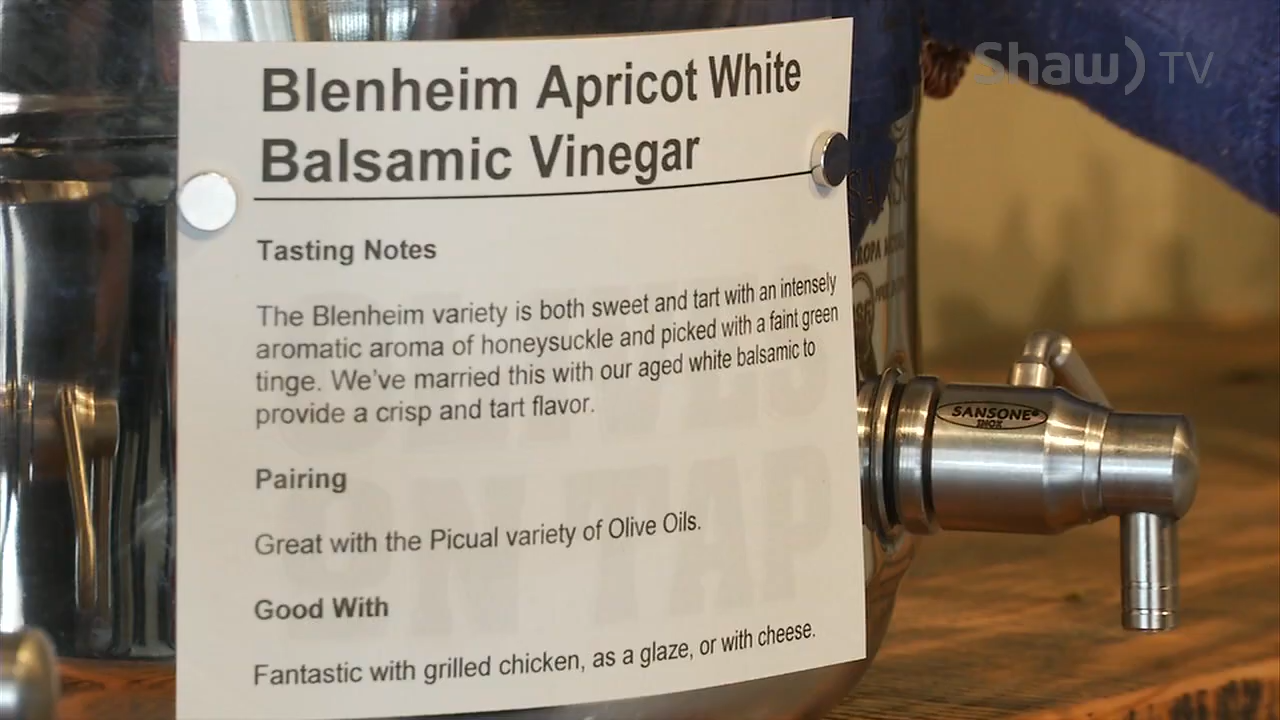 Shaw) TV
Blenheim Apricot White
Balsamic Vinegar
Tasting Notes
The Blenheim variety is both sweet and tart with an intensely
aromatic aroma of honeysuckle and picked with a faint green
tinge. We've married this with our aged white balsamic to
provide a crisp and tart flavor.
Pairing
Great with the Picual variety of Olive Oils.
Good With
Fantastic with grilled chicken, as a glaze, or with cheese.
OLIVAS
ON TAP
SANSONE®
INOX